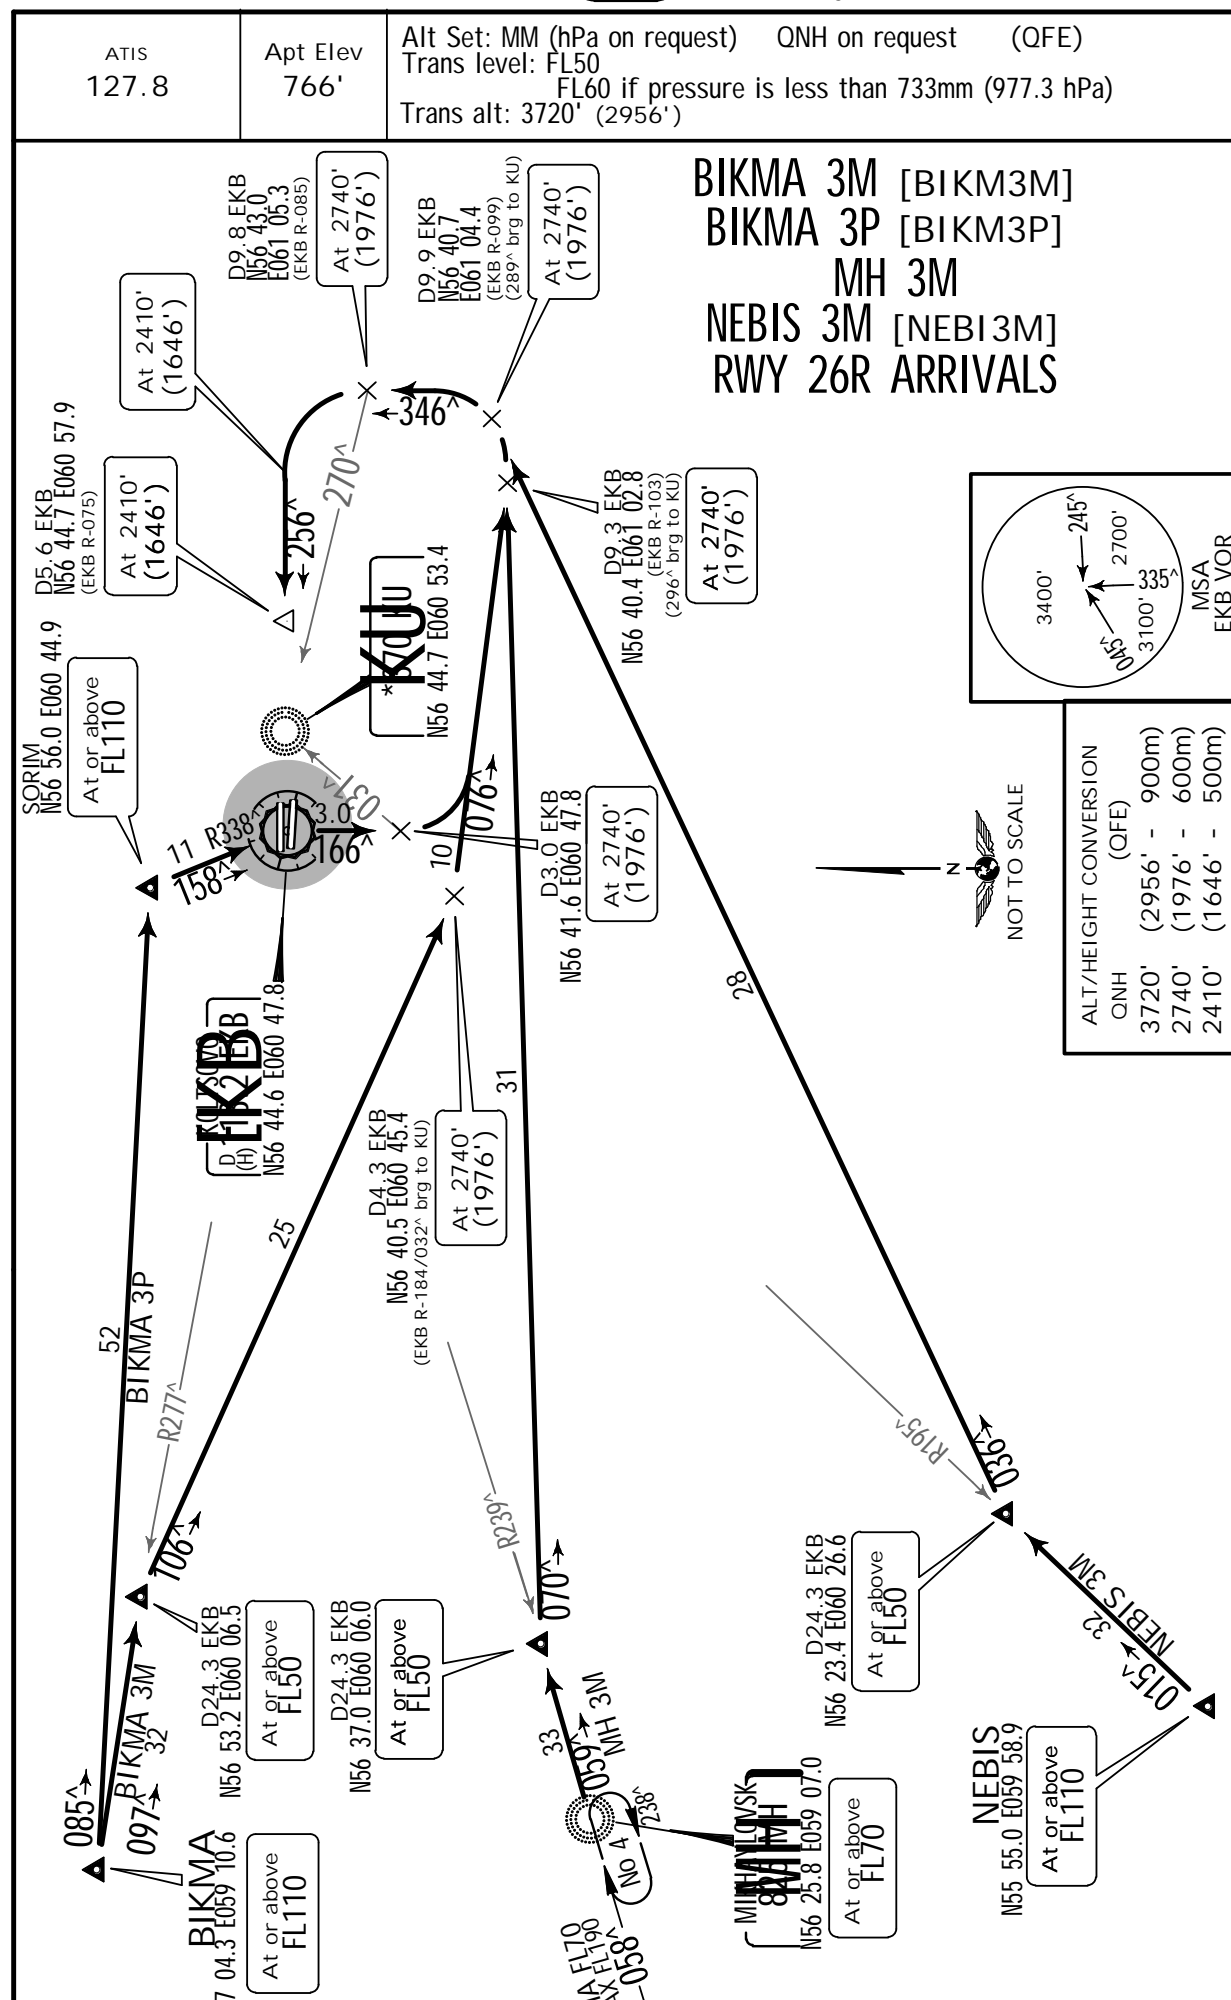 ATIS
127.8
Apt Elev
766'
Alt Set: MM (hPa on request) QNH on request (QFE)
Trans level: FL50
FL60 if pressure is less than 733mm (977.3 hPa)
Trans alt: 3720' (2956')
BIKMA 3M [BIKM3M]
BIKMA 3P [BIKM3P]
MH 3M
NEBIS 3M [NEBI3M]
RWY 26R ARRIVALS
D9.8 EKB
N56 43.0
E061 05.3
(EKB R-085)
At 2740'
(1976')
D9.9 EKB
N56 40.7
E061 04.4
(EKB R-099)
(289^ brg to KU)
At 2740'
(1976')
At 2410'
(1646')
346^
270^
256^
D5.6 EKB
N56 44.7 E060 57.9
(EKB R-075)
At 2410'
(1646')
D9.3 EKB
N56 40.4 E061 02.8
(EKB R-103)
(296^ brg to KU)
At 2740'
(1976')
KU
N56 44.7 E060 53.4
245^
2700'
335^
3400'
3100'
045^
MSA
EKB VOR
SORIM
N56 56.0 E060 44.9
At or above
FL110
11
R338^
158^
3.0
166^
031^
10
076^
D3.0 EKB
N56 41.6 E060 47.8
At 2740'
(1976')
N
NOT TO SCALE
ALT/HEIGHT CONVERSION
QNH (QFE)
3720' (2956' - 900m)
2740' (1976' - 600m)
2410' (1646' - 500m)
KOLTSOVO
D
(H)
EKB
N56 44.6 E060 47.8
D4.3 EKB
N56 40.5 E060 45.4
(EKB R-184/032^ brg to KU)
At 2740'
(1976')
28
31
25
52
BIKMA 3P
R277^
R239^
R195^
106^
070^
036^
D24.3 EKB
N56 53.2 E060 06.5
At or above
FL50
D24.3 EKB
N56 37.0 E060 06.0
At or above
FL50
D24.3 EKB
N56 23.4 E060 26.6
At or above
FL50
085^
097^
BIKMA 3M
32
33
MH 3M
059^
238^
NO 4
058^
FL70
FL190
NEBIS 3M
32
015^
BIKMA
04.3 E059 10.6
At or above
FL110
MIKHAYLOVSK
MH
N56 25.8 E059 07.0
At or above
FL70
NEBIS
N55 55.0 E059 58.9
At or above
FL110